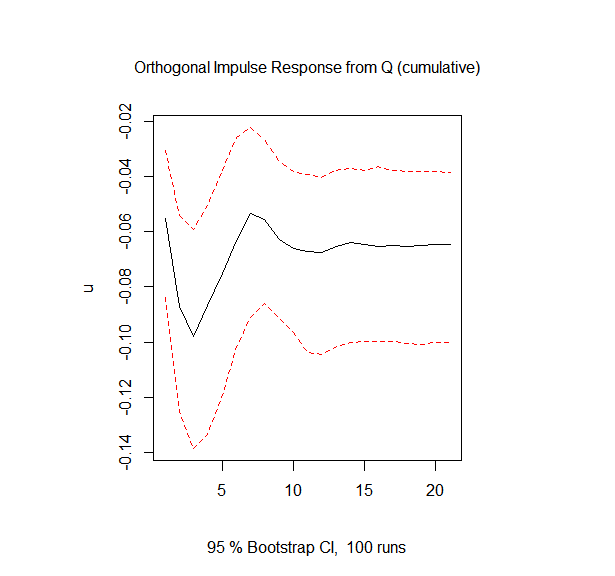 Orthogonal Impulse Response from Q (cumulative)
-0.02
-0.04
-0.06
-0.08
-0.10
-0.12
-0.14
u
5 10 15 20
95 % Bootstrap CI, 100 runs